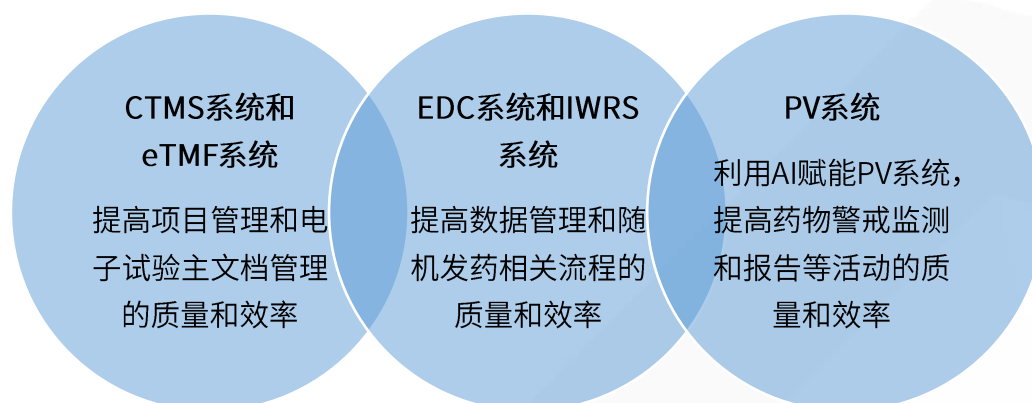 CTMS系统和
eTMF系统
提高项目管理和电
子试验主文档管理
的质量和效率
EDC系统和IWRS
系统
提高数据管理和随
机发药相关流程的
质量和效率
PV系统
利用AI赋能PV系统，
提高药物警戒监测
和报告等活动的质
量和效率